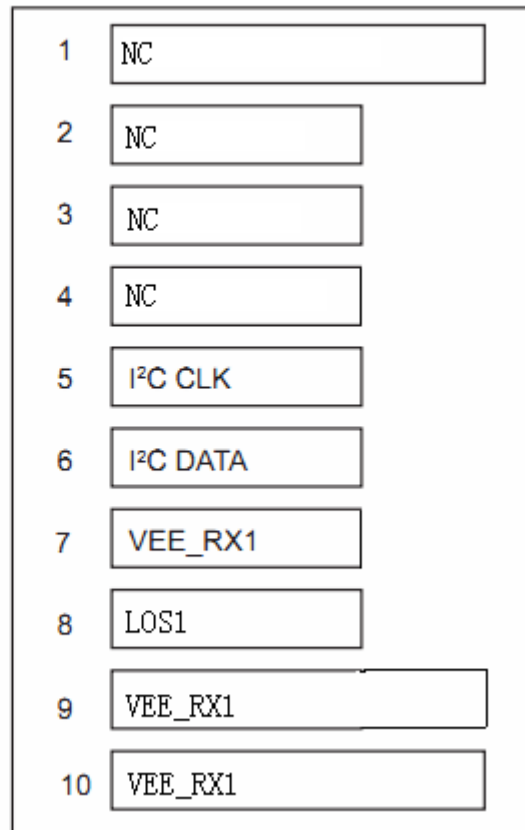 1 NC
2 NC
3 NC
4 NC
5 I²C CLK
6 I²C DATA
7 VEE_RX1
8 LOS1
9 VEE_RX1
10 VEE_RX1